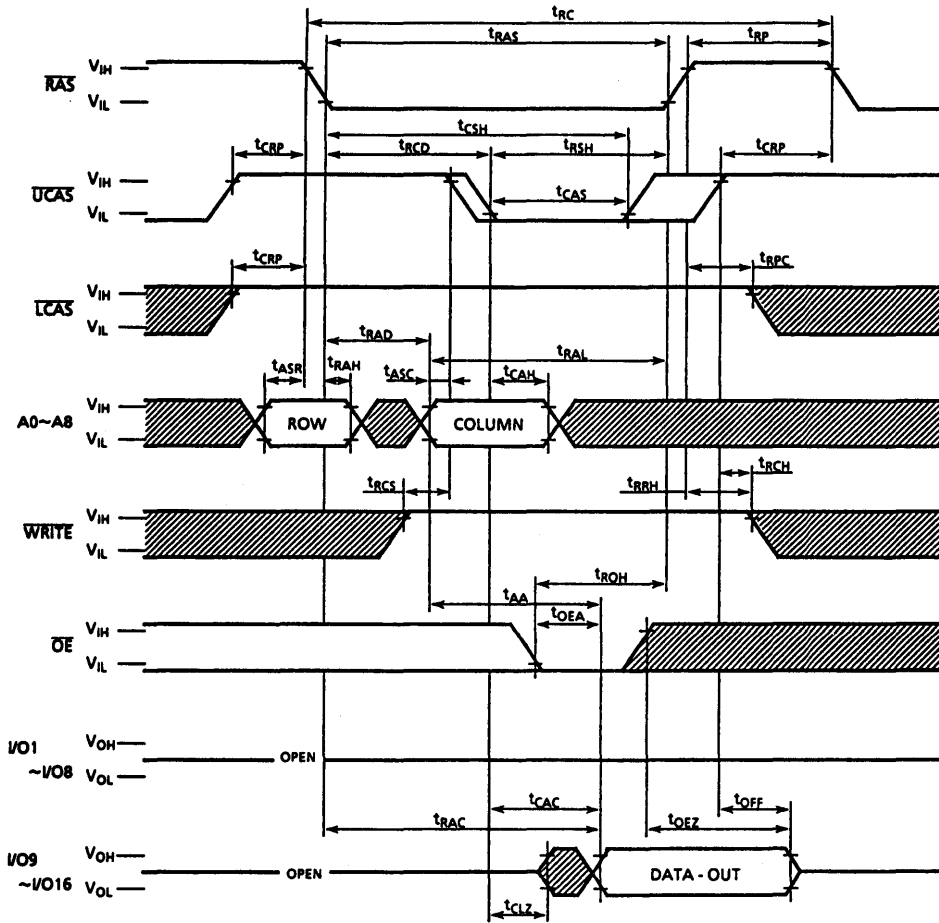 tRC
tRAS tRP
RAS VIH
VIL
tCSH
tCRP tRCD tRSH tCRP
UCAS VIH
VIL
tCAS
tCRP tRPC
LCAS VIH
VIL
tRAD tRAL
tASR tRAH tASC tCAH
A0~A8 VIH
VIL
ROW COLUMN
tRCH
tRCS tRRH
WRITE VIH
VIL
tROH
tAA
tOEA
OE VIH
VIL
I/O1
~I/O8
VOH
VOL
OPEN
tCAC tOFF
tRAC tOEZ
I/O9
~I/O16
VOH
VOL
OPEN DATA - OUT
tCLZ